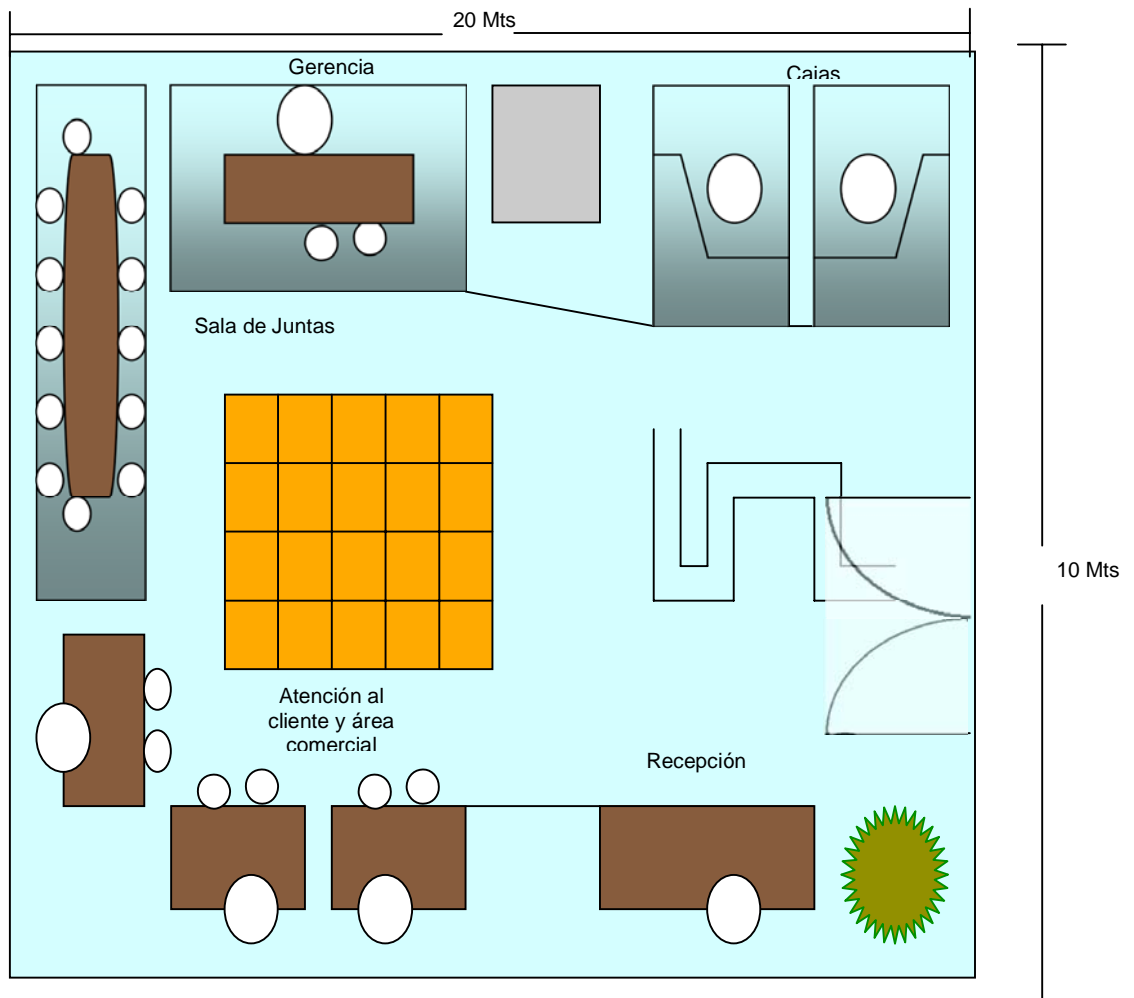 20 Mts
Gerencia
Cajas
Sala de Juntas
10 Mts
Atención al
cliente y área
comercial
Recepción